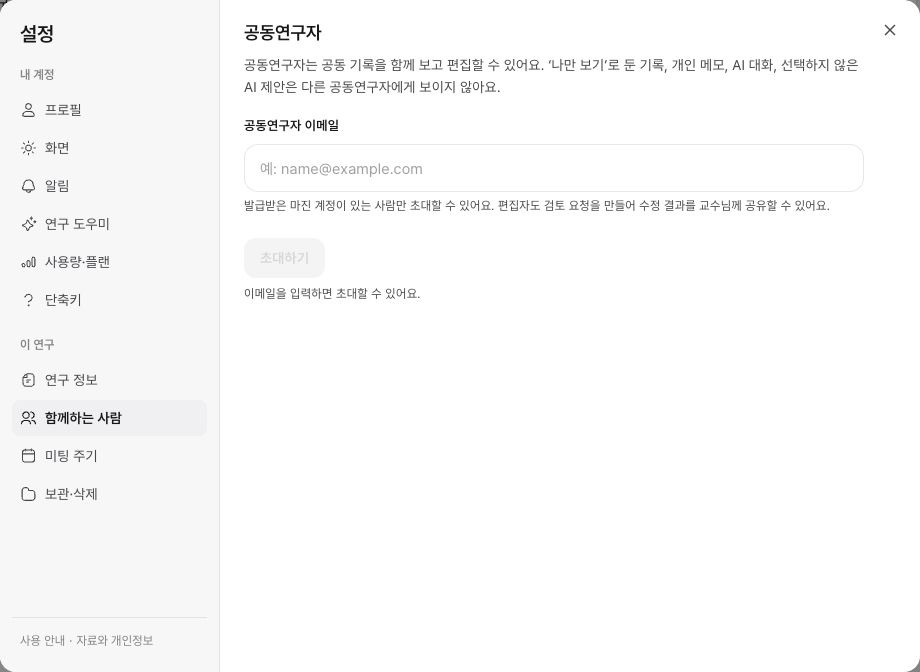 설정
내 계정
프로필
화면
알림
연구 도우미
사용량·플랜
단축키
이 연구
연구 정보
함께하는 사람
미팅 주기
보관·삭제
사용 안내 · 자료와 개인정보
공동연구자
공동연구자는 공동 기록을 함께 보고 편집할 수 있어요. ‘나만 보기’로 둔 기록, 개인 메모, AI 대화, 선택하지 않은
AI 제안은 다른 공동연구자에게 보이지 않아요.
공동연구자 이메일
예: name@example.com
발급받은 마진 계정이 있는 사람만 초대할 수 있어요. 편집자도 검토 요청을 만들어 수정 결과를 교수님께 공유할 수 있어요.
초대하기
이메일을 입력하면 초대할 수 있어요.